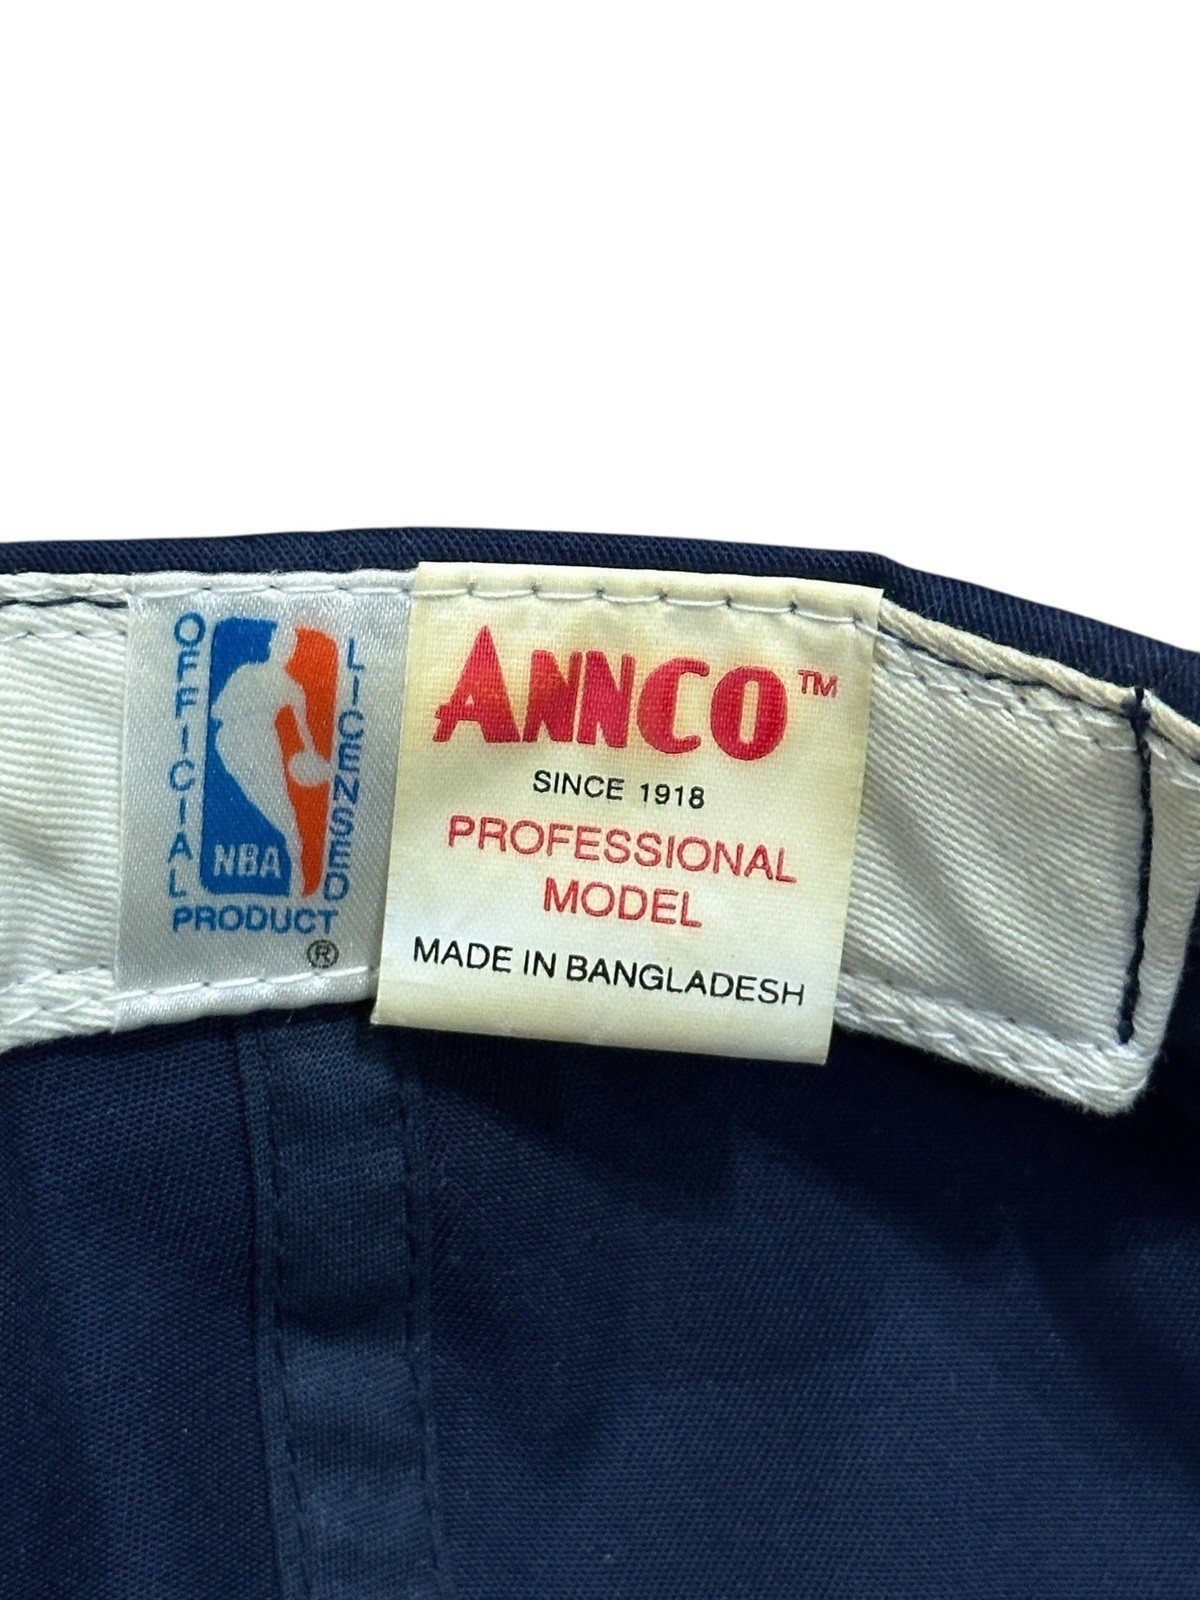 OFFICIAL
LICENSED
NBA
PRODUCT
®
ANNCO™
SINCE 1918
PROFESSIONAL
MODEL
MADE IN BANGLADESH